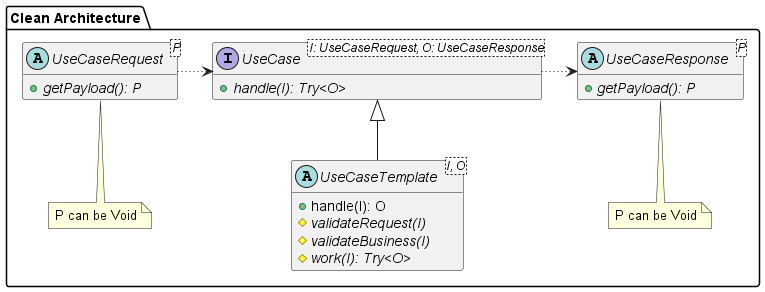 Clean Architecture
A UseCaseRequest P
getPayload(): P
I UseCase I: UseCaseRequest, O: UseCaseResponse
handle(I): Try<O>
A UseCaseResponse P
getPayload(): P
P can be Void
A UseCaseTemplate I, O
handle(I): O
validateRequest(I)
validateBusiness(I)
work(I): Try<O>
P can be Void